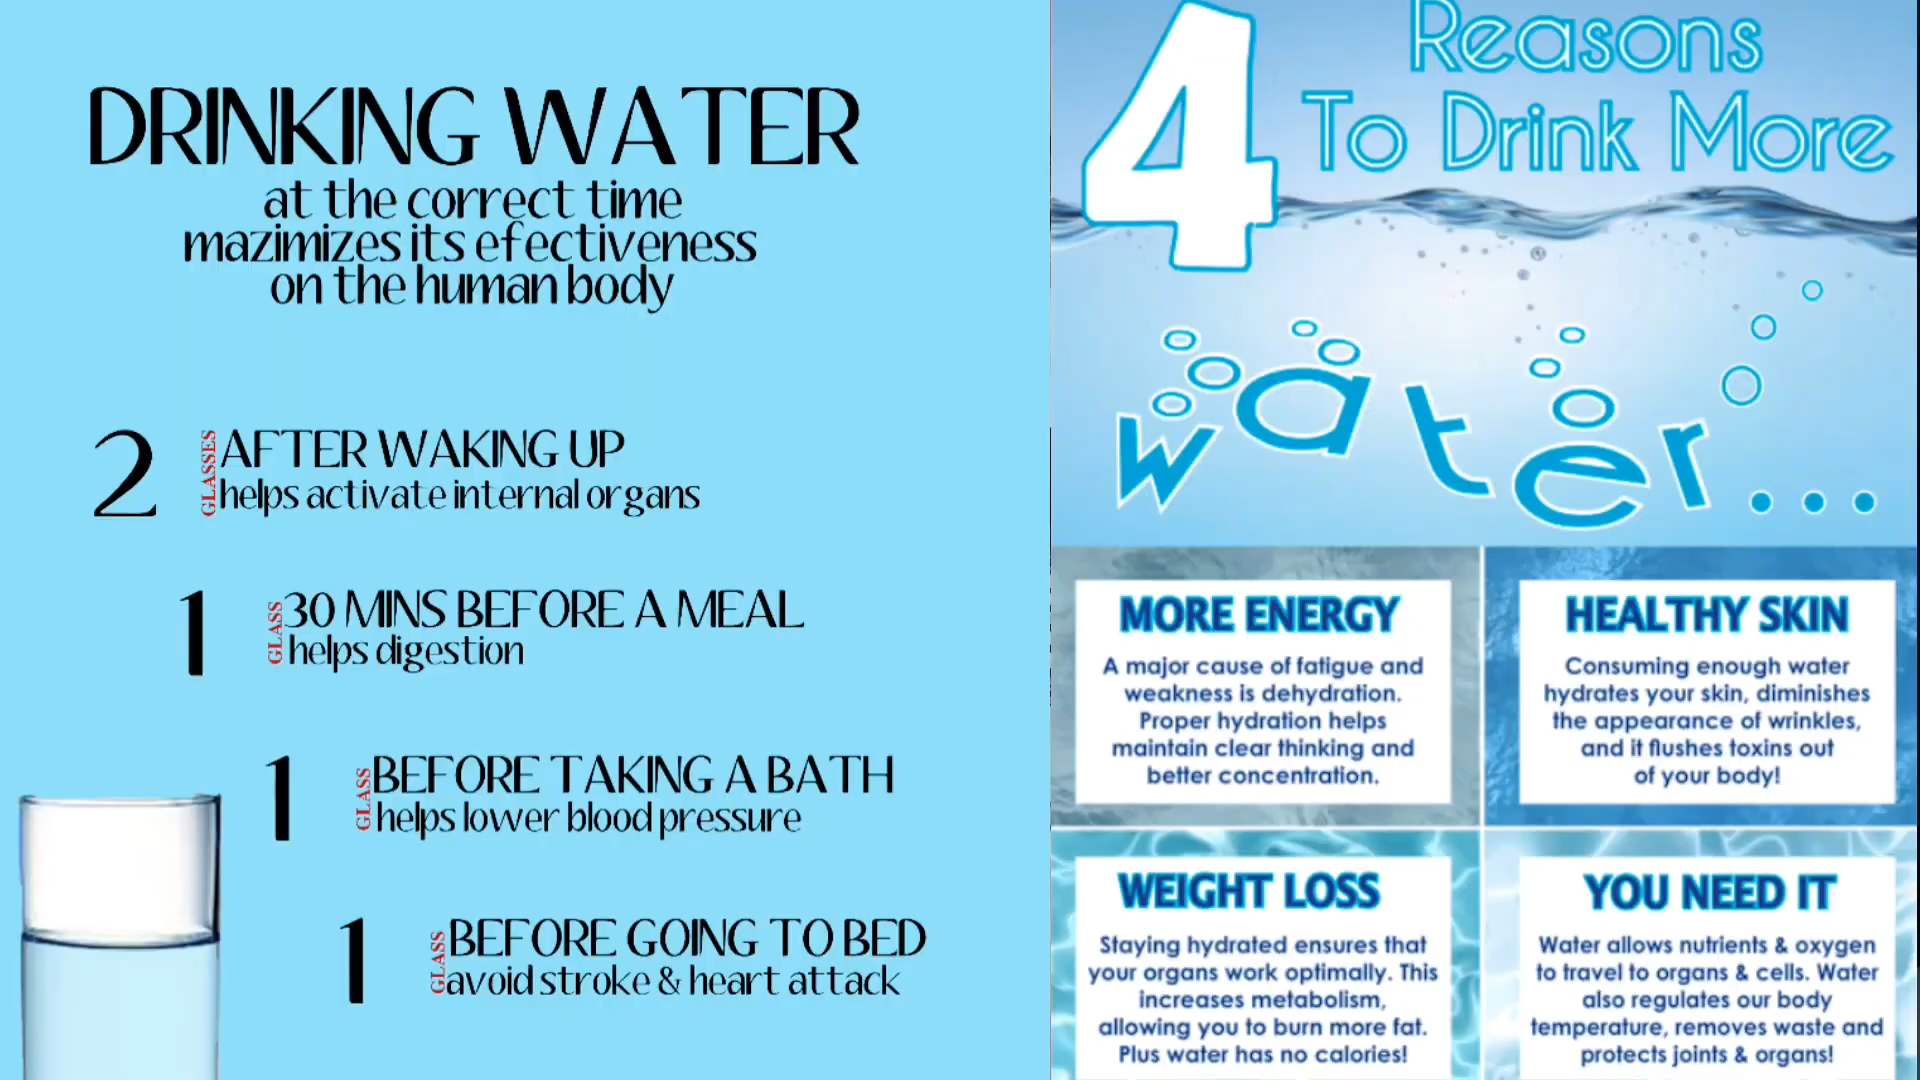 DRINKING WATER
at the correct time
mazimizes its efectiveness
on the human body
2 GLASSES AFTER WAKING UP
helps activate internal organs
1 GLASS 30 MINS BEFORE A MEAL
helps digestion
1 GLASS BEFORE TAKING A BATH
helps lower blood pressure
1 GLASS BEFORE GOING TO BED
avoid stroke & heart attack
4 Reasons
To Drink More
water...
MORE ENERGY
A major cause of fatigue and
weakness is dehydration.
Proper hydration helps
maintain clear thinking and
better concentration.
HEALTHY SKIN
Consuming enough water
hydrates your skin, diminishes
the appearance of wrinkles,
and it flushes toxins out
of your body!
WEIGHT LOSS
Staying hydrated ensures that
your organs work optimally. This
increases metabolism,
allowing you to burn more fat.
Plus water has no calories!
YOU NEED IT
Water allows nutrients & oxygen
to travel to organs & cells. Water
also regulates our body
temperature, removes waste and
protects joints & organs!